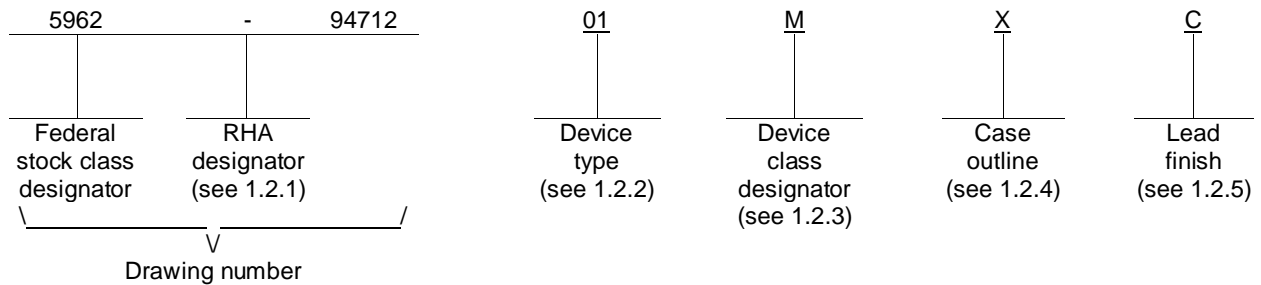 5962 - 94712 01 M X C
Federal stock class designator
RHA designator (see 1.2.1)
Device type (see 1.2.2)
Device class designator (see 1.2.3)
Case outline (see 1.2.4)
Lead finish (see 1.2.5)
Drawing number